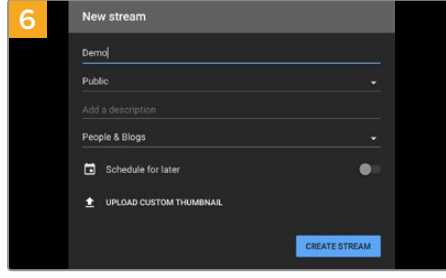 6
New stream
Demo
Public
Add a description
People & Blogs
Schedule for later
UPLOAD CUSTOM THUMBNAIL
CREATE STREAM